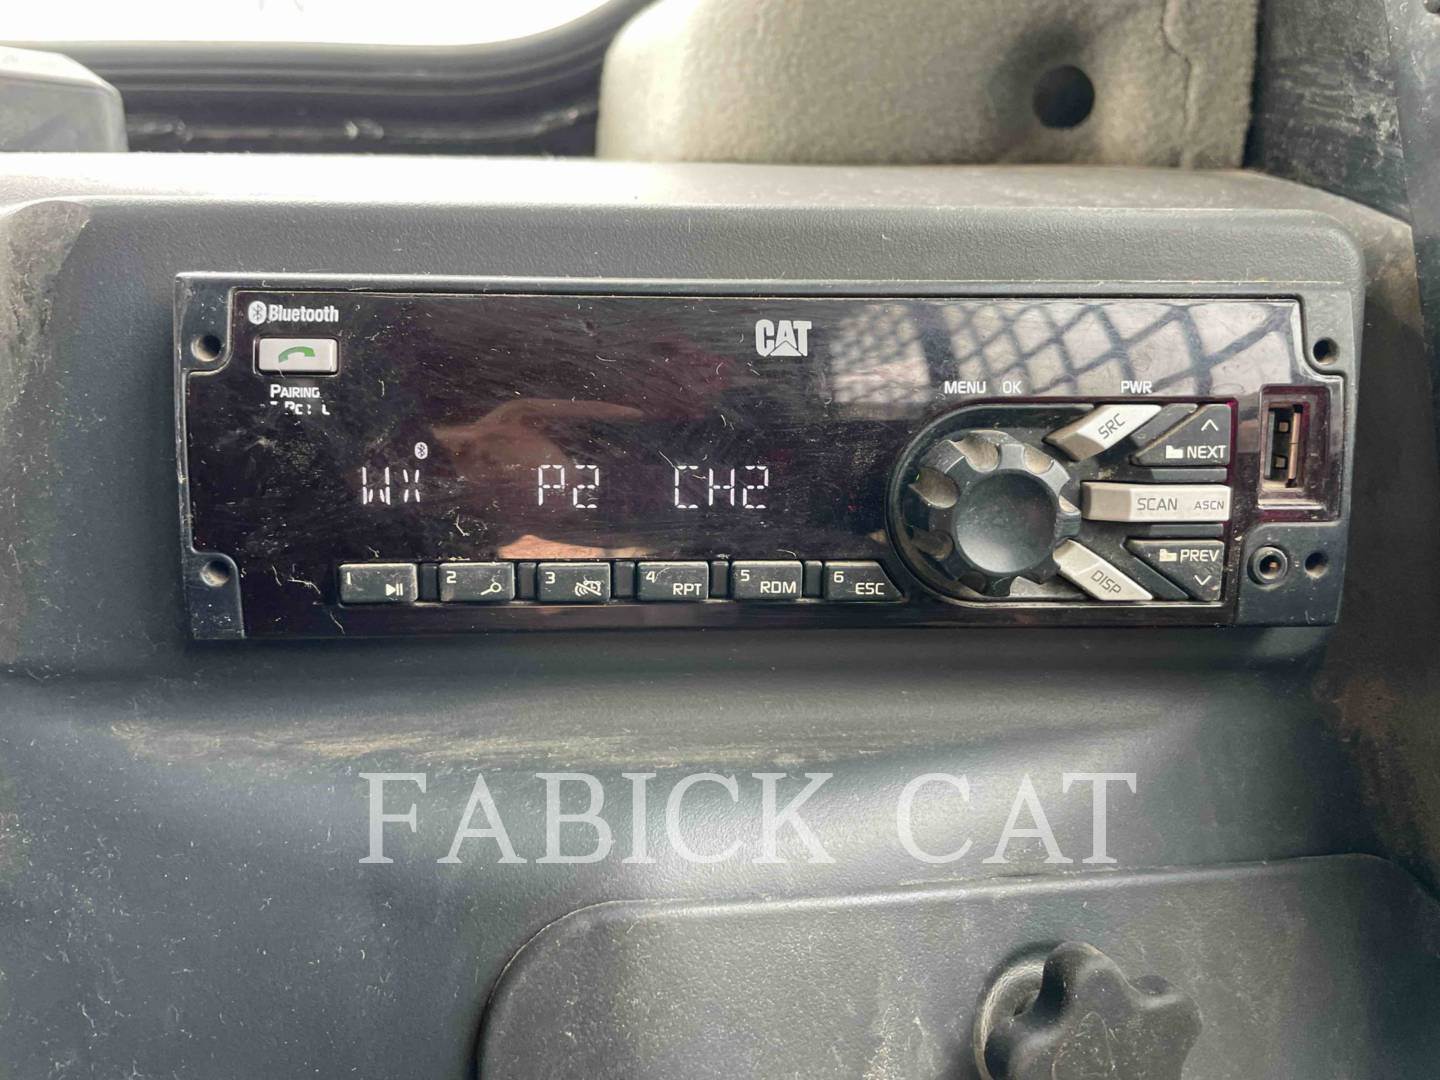 Bluetooth
CAT
PAIRING
MENU OK PWR
SRC
NEXT
WX P2 CH2
SCAN ASCN
PREV
DISP
1 2 3 4 RPT 5 RDM 6 ESC
FABICK CAT